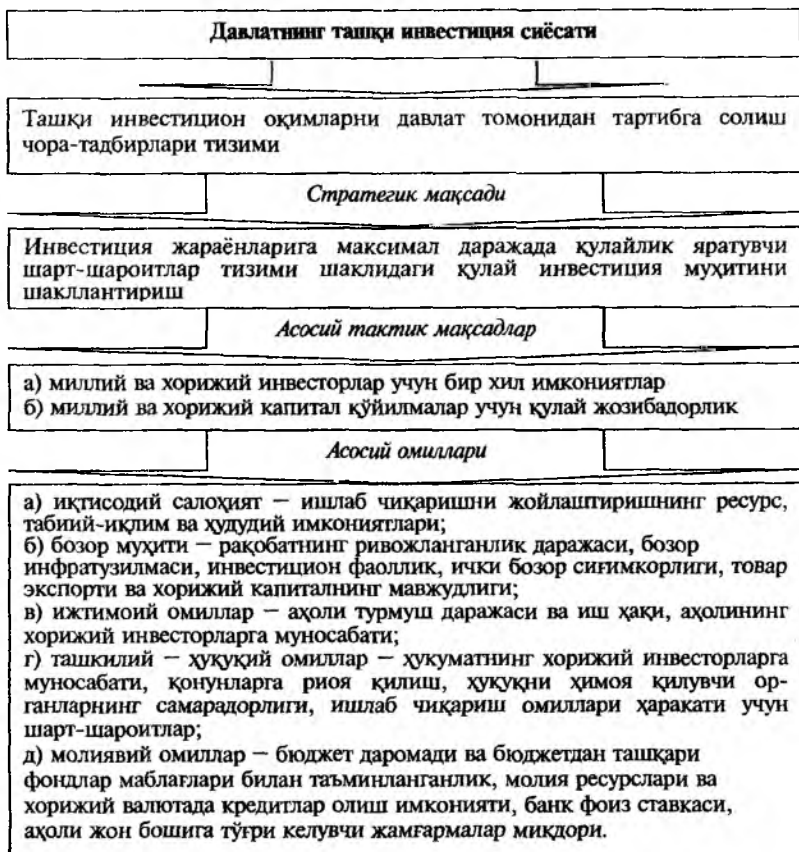 Давлатнинг ташқи инвестиция сиёсати
Ташқи инвестицион оқимларни давлат томонидан тартибга солиш
чора-тадбирлари тизими
Стратегик мақсади
Инвестиция жараёнларига максимал даражада қулайлик яратувчи
шарт-шароитлар тизими шаклидаги қулай инвестиция муҳитини
шакллантириш
Асосий тактик мақсадлар
а) миллий ва хорижий инвесторлар учун бир хил имкониятлар
б) миллий ва хорижий капитал қўйилмалар учун қулай жозибадорлик
Асосий омиллари
а) иқтисодий салоҳият – ишлаб чиқаришни жойлаштиришнинг ресурс,
табиий-иқлим ва ҳудудий имкониятлари;
б) бозор муҳити – рақобатнинг ривожланганлик даражаси, бозор
инфратузилмаси, инвестицион фаоллик, ички бозор сиғимкорлиги, товар
экспорти ва хорижий капиталнинг мавжудлиги;
в) ижтимоий омиллар – аҳоли турмуш даражаси ва иш ҳақи, аҳолининг
хорижий инвесторларга муносабати;
г) ташкилий – ҳуқуқий омиллар – ҳукуматнинг хорижий инвесторларга
муносабати, қонунларга риоя қилиш, ҳуқуқни ҳимоя қилувчи ор-
ганларнинг самарадорлиги, ишлаб чиқариш омиллари ҳаракати учун
шарт-шароитлар;
д) молиявий омиллар – бюджет даромади ва бюджетдан ташқари
фондлар маблағлари билан таъминланганлик, молия ресурслари ва
хорижий валютада кредитлар олиш имконияти, банк фоиз ставкаси,
аҳоли жон бошига тўғри келувчи жамғармалар миқдори.